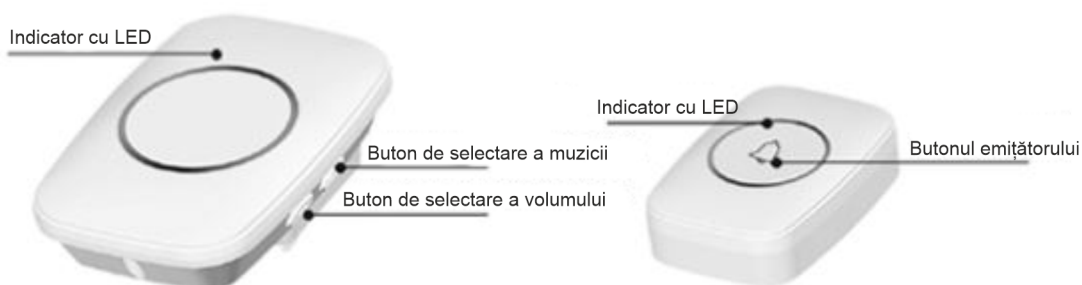 Indicator cu LED
Buton de selectare a muzicii
Buton de selectare a volumului
Indicator cu LED
Butonul emițătorului